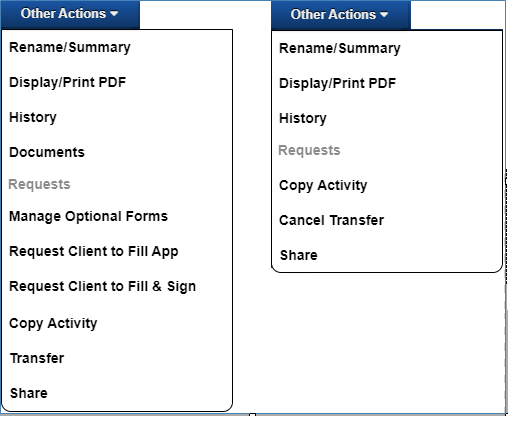 Other Actions
Rename/Summary
Display/Print PDF
History
Documents
Requests
Manage Optional Forms
Request Client to Fill App
Request Client to Fill & Sign
Copy Activity
Transfer
Share
Other Actions
Rename/Summary
Display/Print PDF
History
Requests
Copy Activity
Cancel Transfer
Share